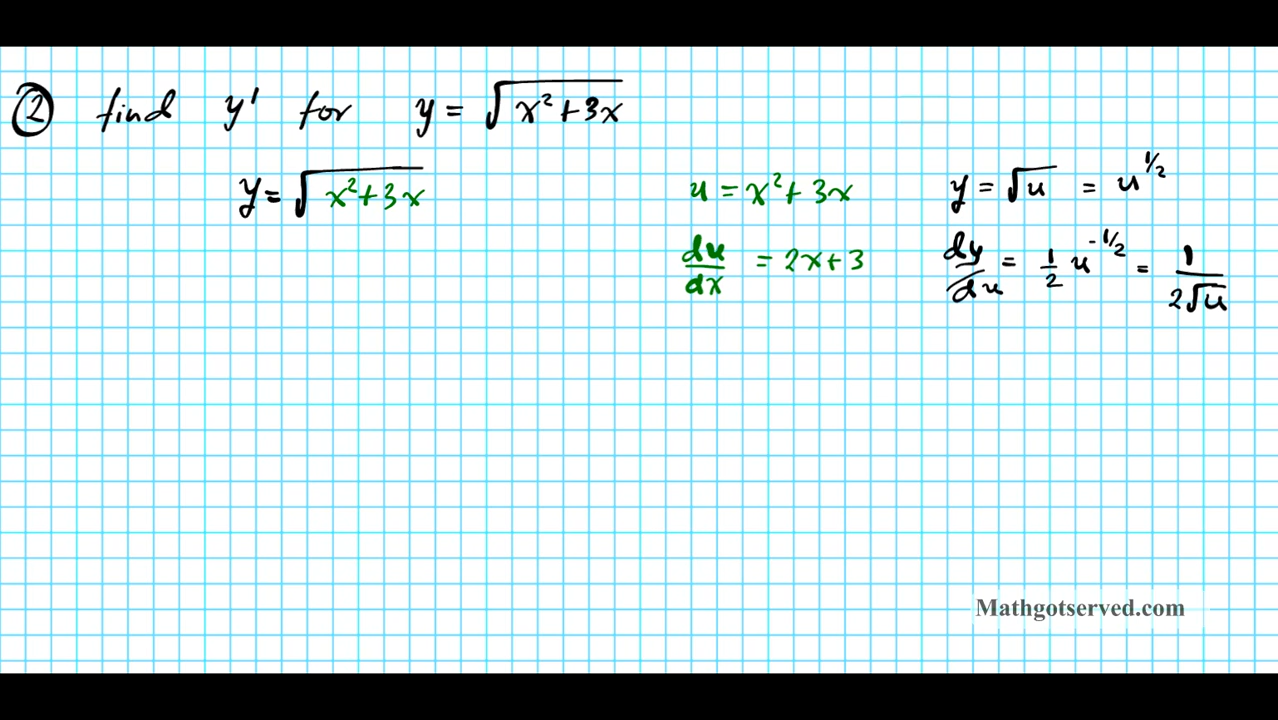 ② find y' for y = √(x² + 3x)
y = √(x² + 3x)
u = x² + 3x
du/dx = 2x + 3
y = √u = u^(1/2)
dy/du = 1/2 u^(-1/2) = 1/(2√u)
Mathgotserved.com